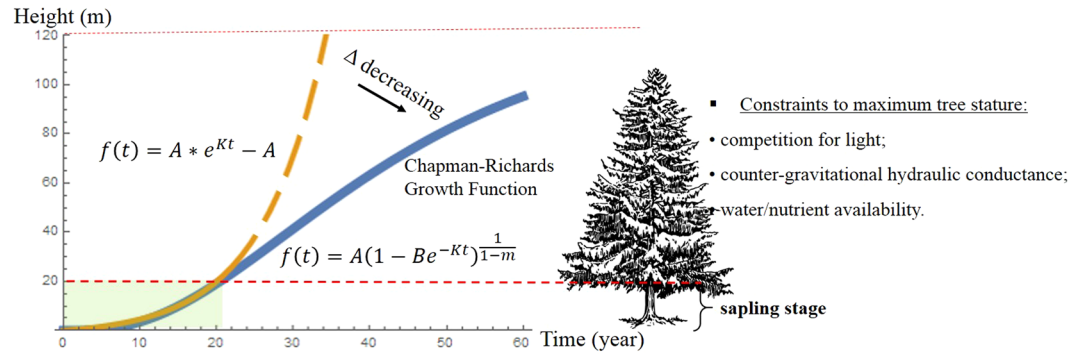 Height (m)
120
100
80
60
40
20
0
10
20
30
40
50
60
Time (year)
Δ decreasing
f(t) = A ∗ e^{Kt} − A
Chapman-Richards
Growth Function
f(t) = A(1 − Be^{−Kt})^{\frac{1}{1−m}}
▪ Constraints to maximum tree stature:
• competition for light;
• counter-gravitational hydraulic conductance;
water/nutrient availability.
sapling stage